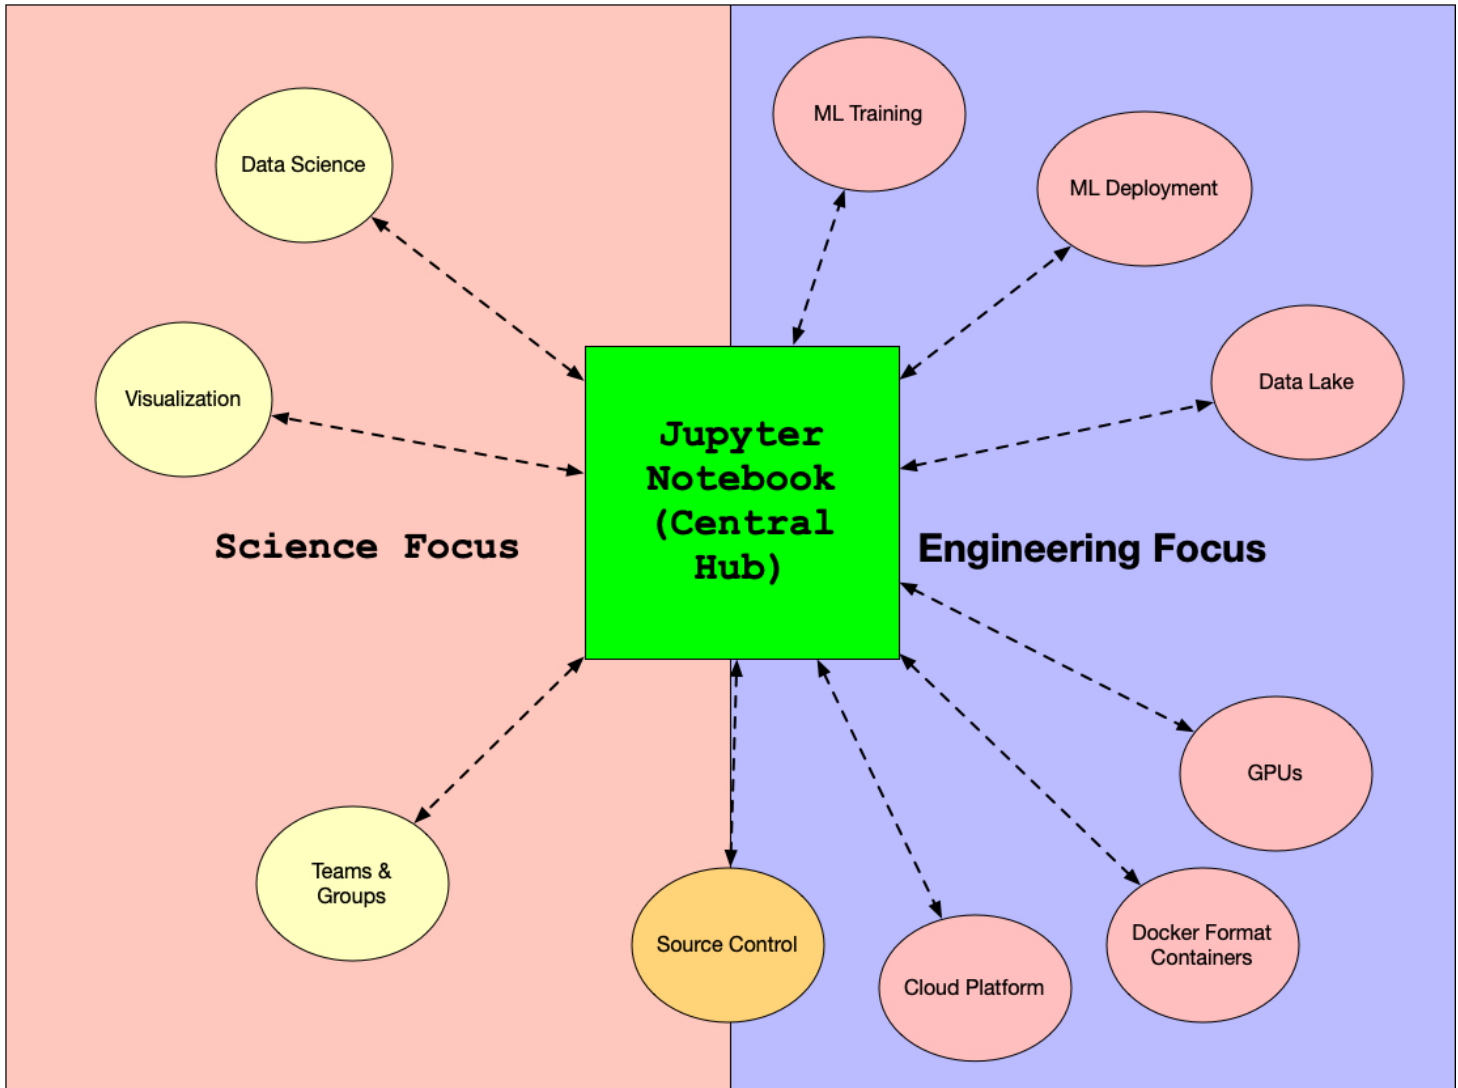 ML Training
Data Science
ML Deployment
Data Lake
Visualization
Jupyter
Notebook
(Central
Hub)
Science Focus
Engineering Focus
GPUs
Teams &
Groups
Source Control
Docker Format
Containers
Cloud Platform